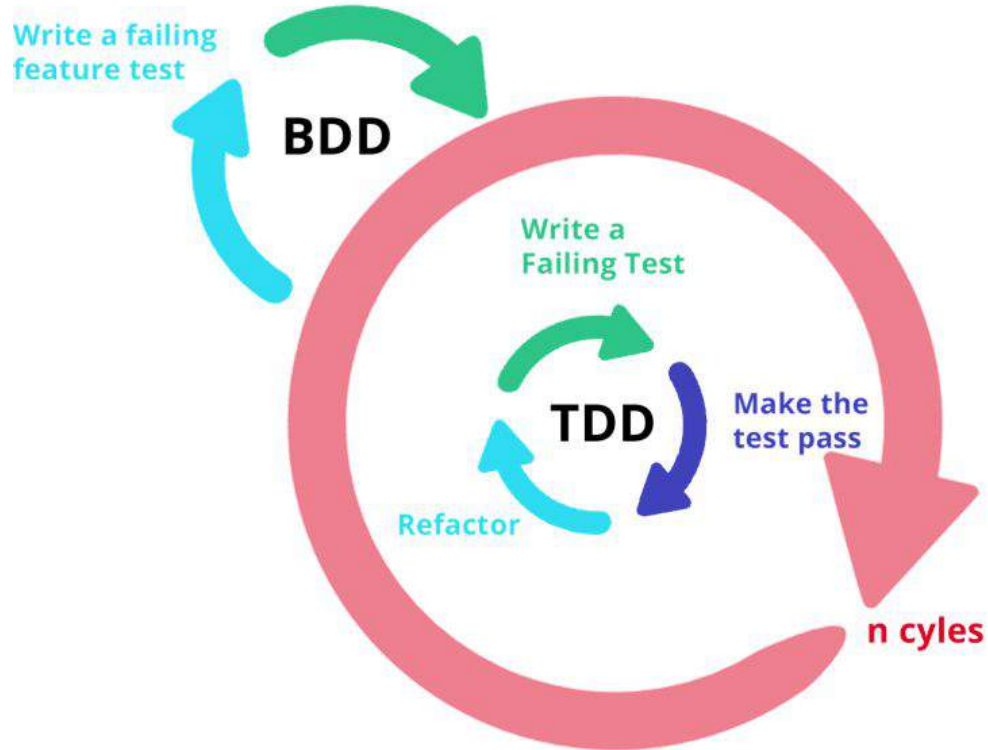 Write a failing
feature test
BDD
Write a
Failing Test
TDD
Make the
test pass
Refactor
n cyles